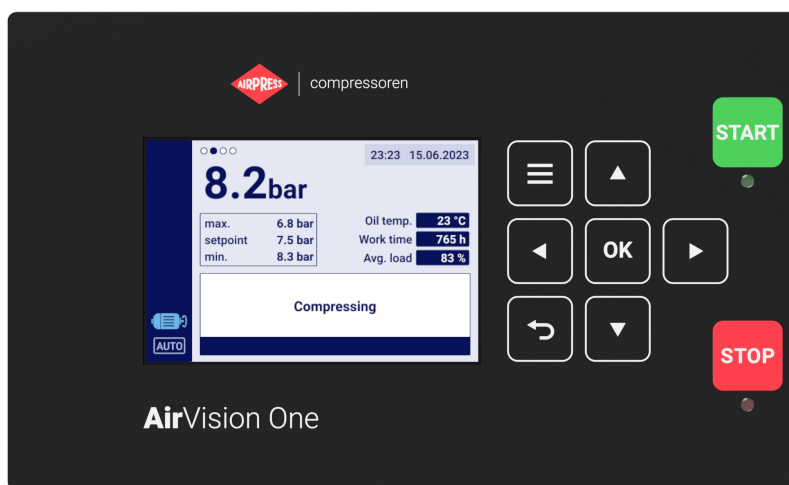 AIRPRESS
compressoren
START
23:23 15.06.2023
8.2bar
max. 6.8 bar
setpoint 7.5 bar
min. 8.3 bar
Oil temp. 23 °C
Work time 765 h
Avg. load 83 %
OK
Compressing
AUTO
STOP
AirVision One